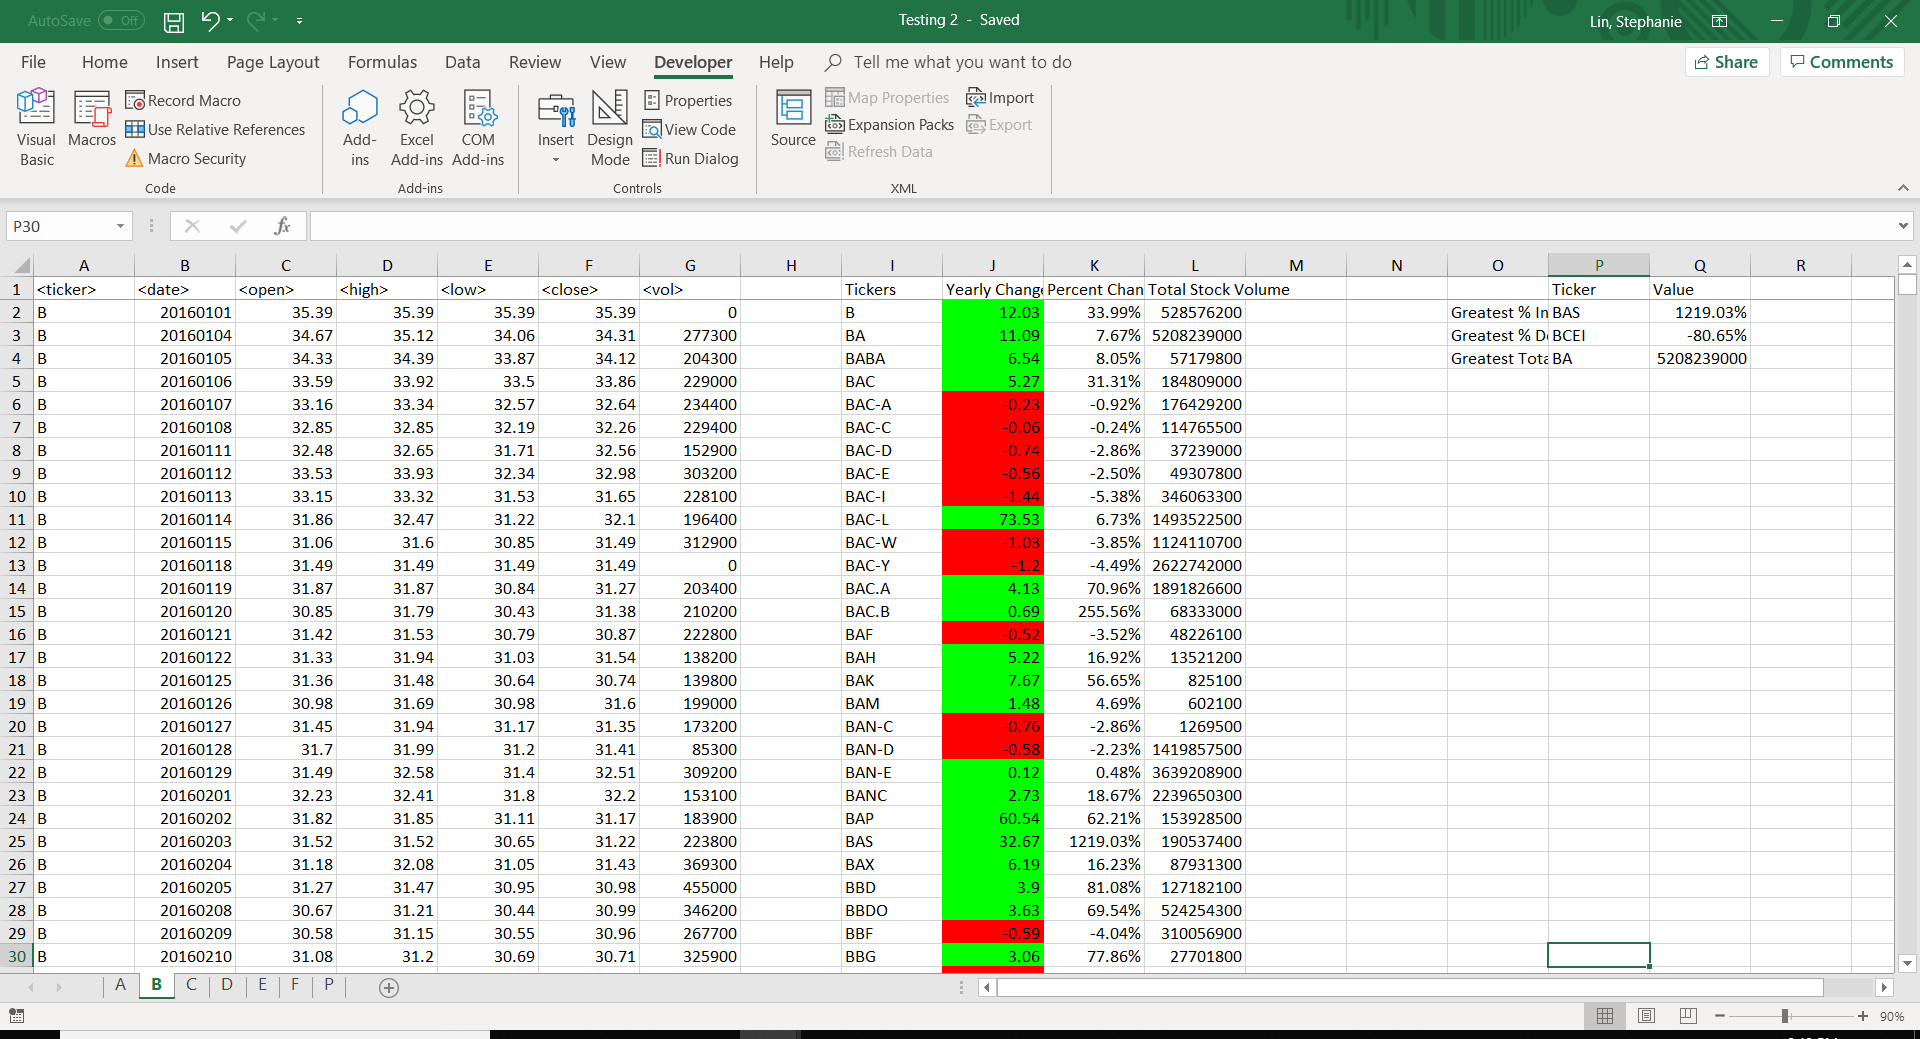 AutoSave Off
Testing 2 - Saved
Lin, Stephanie
File Home Insert Page Layout Formulas Data Review View Developer Help Tell me what you want to do Share Comments
Visual Basic
Macros
Record Macro
Use Relative References
Macro Security
Code
Add-ins
Excel Add-ins
COM Add-ins
Add-ins
Insert
Design Mode
Properties
View Code
Run Dialog
Controls
Source
Map Properties
Expansion Packs
Refresh Data
Import
Export
XML
P30 fx
A B C D E F G H I J K L M N O P Q R
1 <ticker> <date> <open> <high> <low> <close> <vol> Tickers Yearly Change Percent Chan Total Stock Volume Ticker Value
2 B 20160101 35.39 35.39 35.39 35.39 0 B 12.03 33.99% 528576200 Greatest % In BAS 1219.03%
3 B 20160104 34.67 35.12 34.06 34.31 277300 BA 11.09 7.67% 5208239000 Greatest % D BCEI -80.65%
4 B 20160105 34.33 34.39 33.87 34.12 204300 BABA 6.54 8.05% 57179800 Greatest Tota BA 5208239000
5 B 20160106 33.59 33.92 33.5 33.86 229000 BAC 5.27 31.31% 184809000
6 B 20160107 33.16 33.34 32.57 32.64 234400 BAC-A -0.23 -0.92% 176429200
7 B 20160108 32.85 32.85 32.19 32.26 229400 BAC-C -0.06 -0.24% 114765500
8 B 20160111 32.48 32.65 31.71 32.56 152900 BAC-D -0.74 -2.86% 37239000
9 B 20160112 33.53 33.93 32.34 32.98 303200 BAC-E -0.56 -2.50% 49307800
10 B 20160113 33.15 33.32 31.53 31.65 228100 BAC-I -1.44 -5.38% 346063300
11 B 20160114 31.86 32.47 31.22 32.1 196400 BAC-L 73.53 6.73% 1493522500
12 B 20160115 31.06 31.6 30.85 31.49 312900 BAC-W -1.03 -3.85% 1124110700
13 B 20160118 31.49 31.49 31.49 31.49 0 BAC-Y -1.2 -4.49% 2622742000
14 B 20160119 31.87 31.87 30.84 31.27 203400 BAC.A 4.13 70.96% 1891826600
15 B 20160120 30.85 31.79 30.43 31.38 210200 BAC.B 0.69 255.56% 68333000
16 B 20160121 31.42 31.53 30.79 30.87 222800 BAF -0.52 -3.52% 48226100
17 B 20160122 31.33 31.94 31.03 31.54 138200 BAH 5.22 16.92% 13521200
18 B 20160125 31.36 31.48 30.64 30.74 139800 BAK 7.67 56.65% 825100
19 B 20160126 30.98 31.69 30.98 31.6 199000 BAM 1.48 4.69% 602100
20 B 20160127 31.45 31.94 31.17 31.35 173200 BAN-C -0.76 -2.86% 1269500
21 B 20160128 31.7 31.99 31.2 31.41 85300 BAN-D -0.58 -2.23% 1419857500
22 B 20160129 31.49 32.58 31.4 32.51 309200 BAN-E 0.12 0.48% 3639208900
23 B 20160201 32.23 32.41 31.8 32.2 153100 BANC 2.73 18.67% 2239650300
24 B 20160202 31.82 31.85 31.11 31.17 183900 BAP 60.54 62.21% 153928500
25 B 20160203 31.52 31.52 30.65 31.22 223800 BAS 32.67 1219.03% 190537400
26 B 20160204 31.18 32.08 31.05 31.43 369300 BAX 6.19 16.23% 87931300
27 B 20160205 31.27 31.47 30.95 30.98 455000 BBD 3.9 81.08% 127182100
28 B 20160208 30.67 31.21 30.44 30.99 346200 BBDO 3.63 69.54% 524254300
29 B 20160209 30.58 31.15 30.55 30.96 267700 BBF -0.59 -4.04% 310056900
30 B 20160210 31.08 31.2 30.69 30.71 325900 BBG 3.06 77.86% 27701800
A B C D E F P
90%